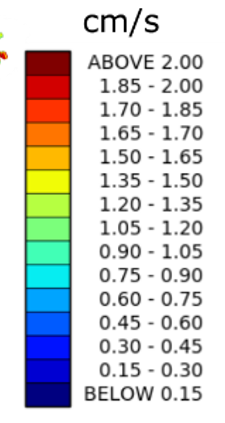 cm/s
ABOVE 2.00
1.85 - 2.00
1.70 - 1.85
1.65 - 1.70
1.50 - 1.65
1.35 - 1.50
1.20 - 1.35
1.05 - 1.20
0.90 - 1.05
0.75 - 0.90
0.60 - 0.75
0.45 - 0.60
0.30 - 0.45
0.15 - 0.30
BELOW 0.15